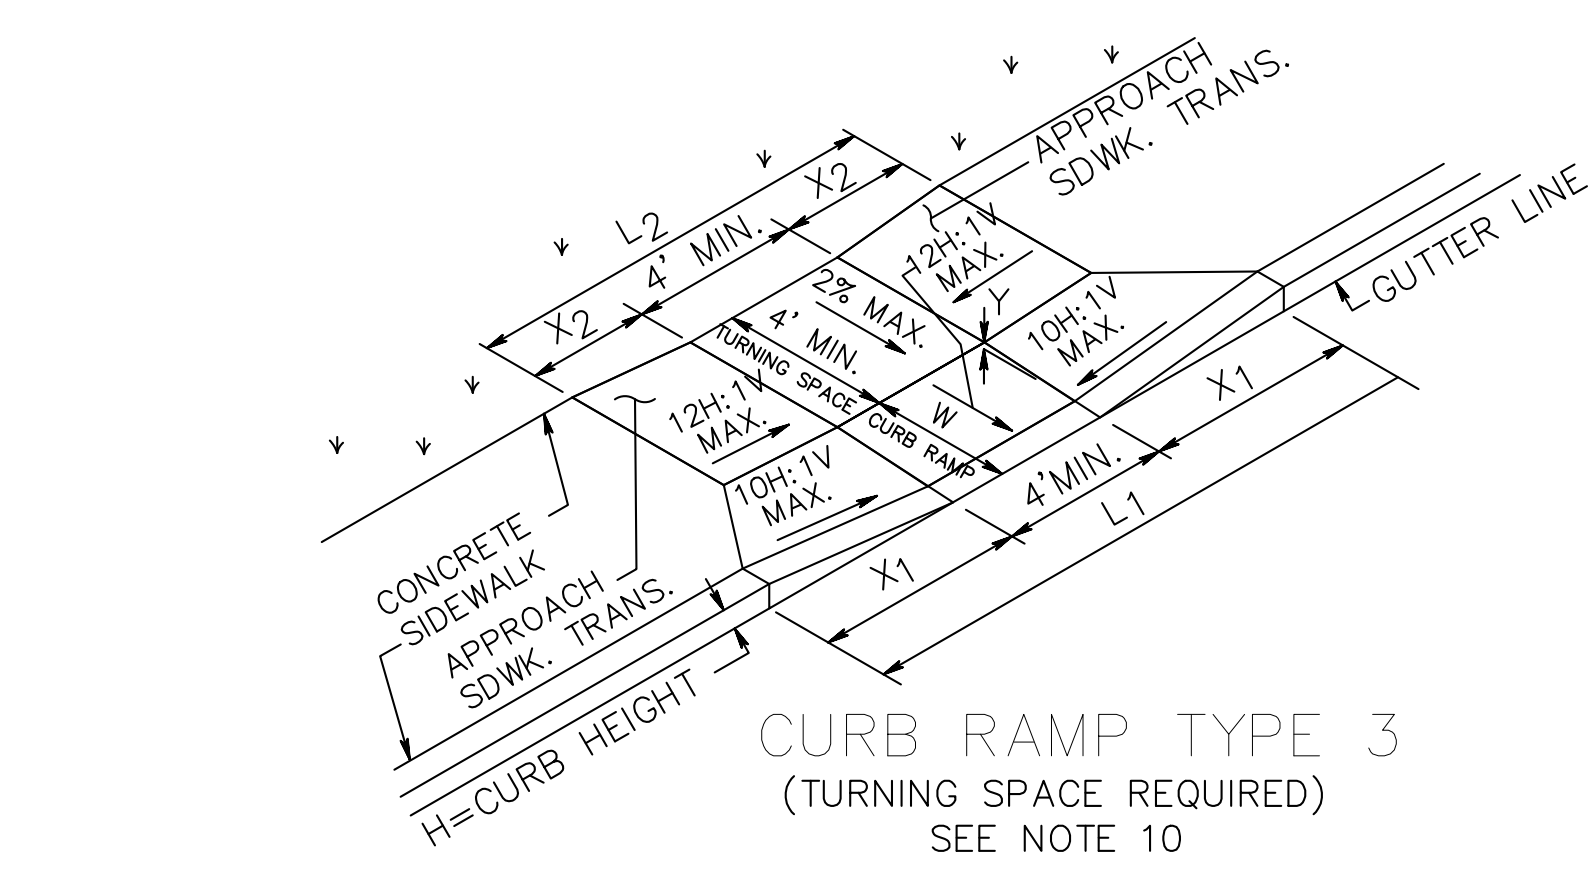 APPROACH
SDWK. TRANS.
X2
L2
4' MIN.
X2
12H:1V
MAX.
GUTTER LINE
2% MAX.
Y
10H:1V
MAX.
4' MIN.
TURNING SPACE
X1
12H:1V
MAX.
W
CURB RAMP
4'MIN.
L1
10H:1V
MAX.
X1
CONCRETE
SIDEWALK
APPROACH
SDWK. TRANS.
H=CURB HEIGHT
CURB RAMP TYPE 3
(TURNING SPACE REQUIRED)
SEE NOTE 10